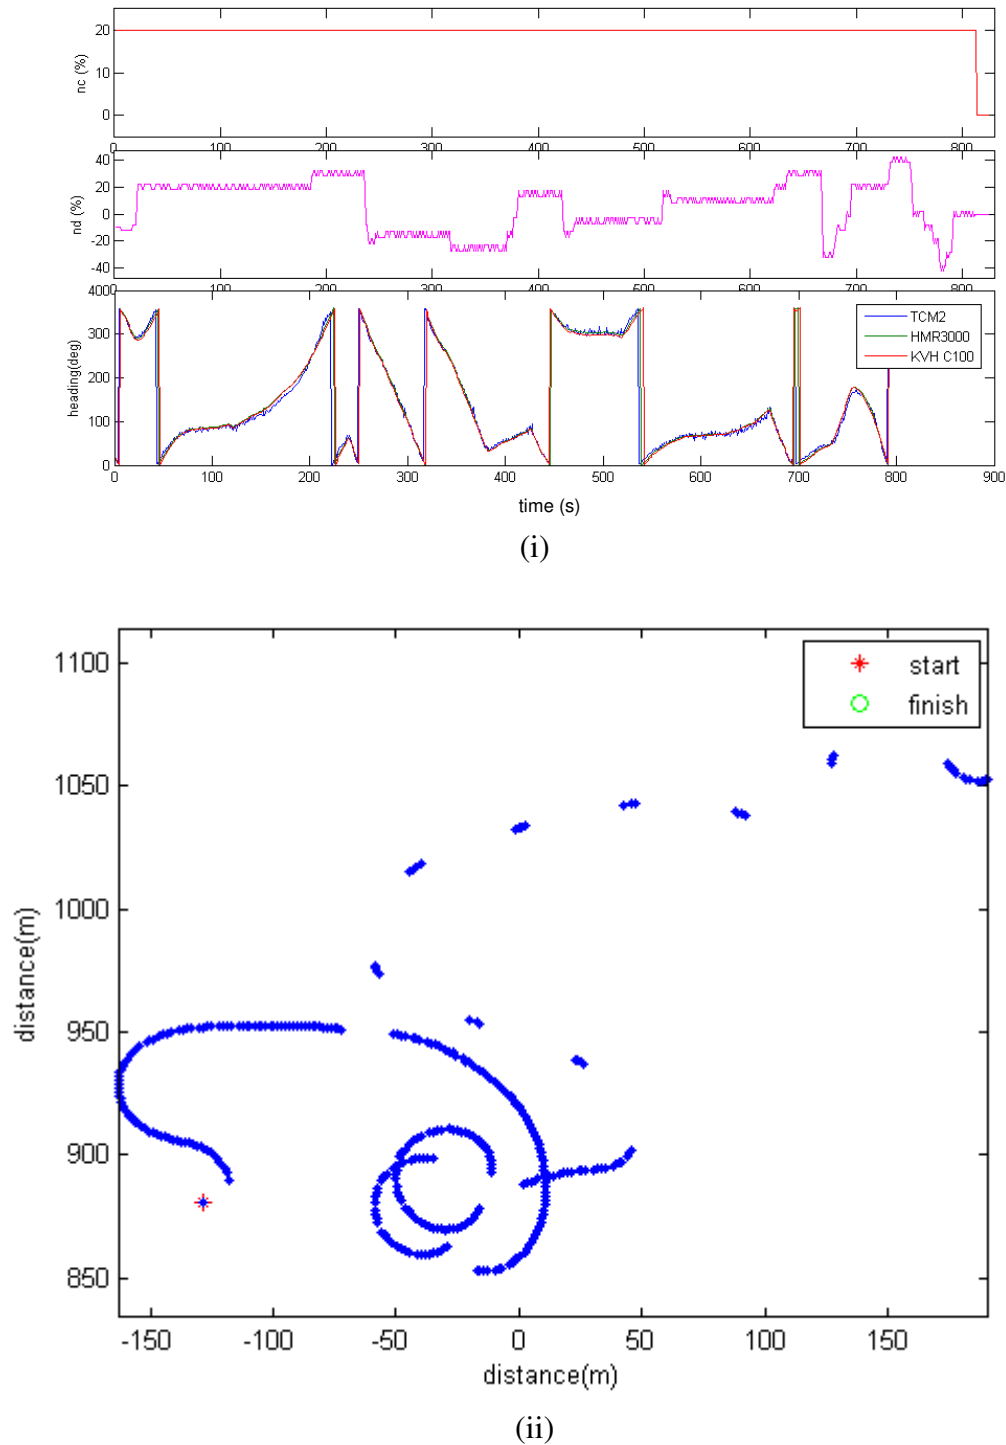 20
10
0
nc (%)
0 100 200 300 400 500 600 700 800
40
20
0
-20
-40
nd (%)
0 100 200 300 400 500 600 700 800
400
300
200
100
0
heading(deg)
TCM2
HMR3000
KVH C100
0 100 200 300 400 500 600 700 800 900
time (s)
(i)
1100
1050
1000
950
900
850
distance(m)
start
finish
-150 -100 -50 0 50 100 150
distance(m)
(ii)